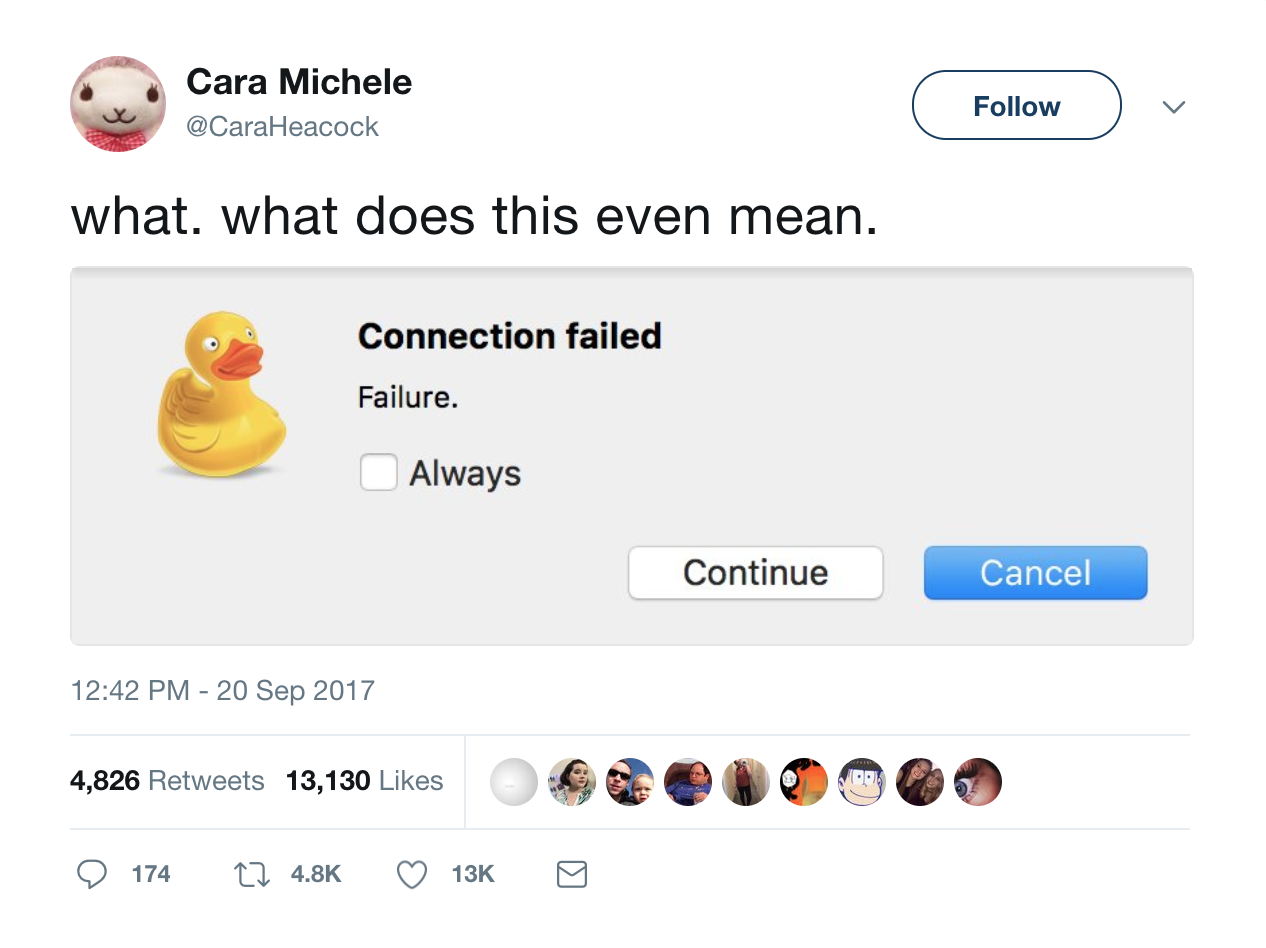 Cara Michele
@CaraHeacock
Follow
what. what does this even mean.
Connection failed
Failure.
Always
Continue Cancel
12:42 PM - 20 Sep 2017
4,826 Retweets 13,130 Likes
174 4.8K 13K